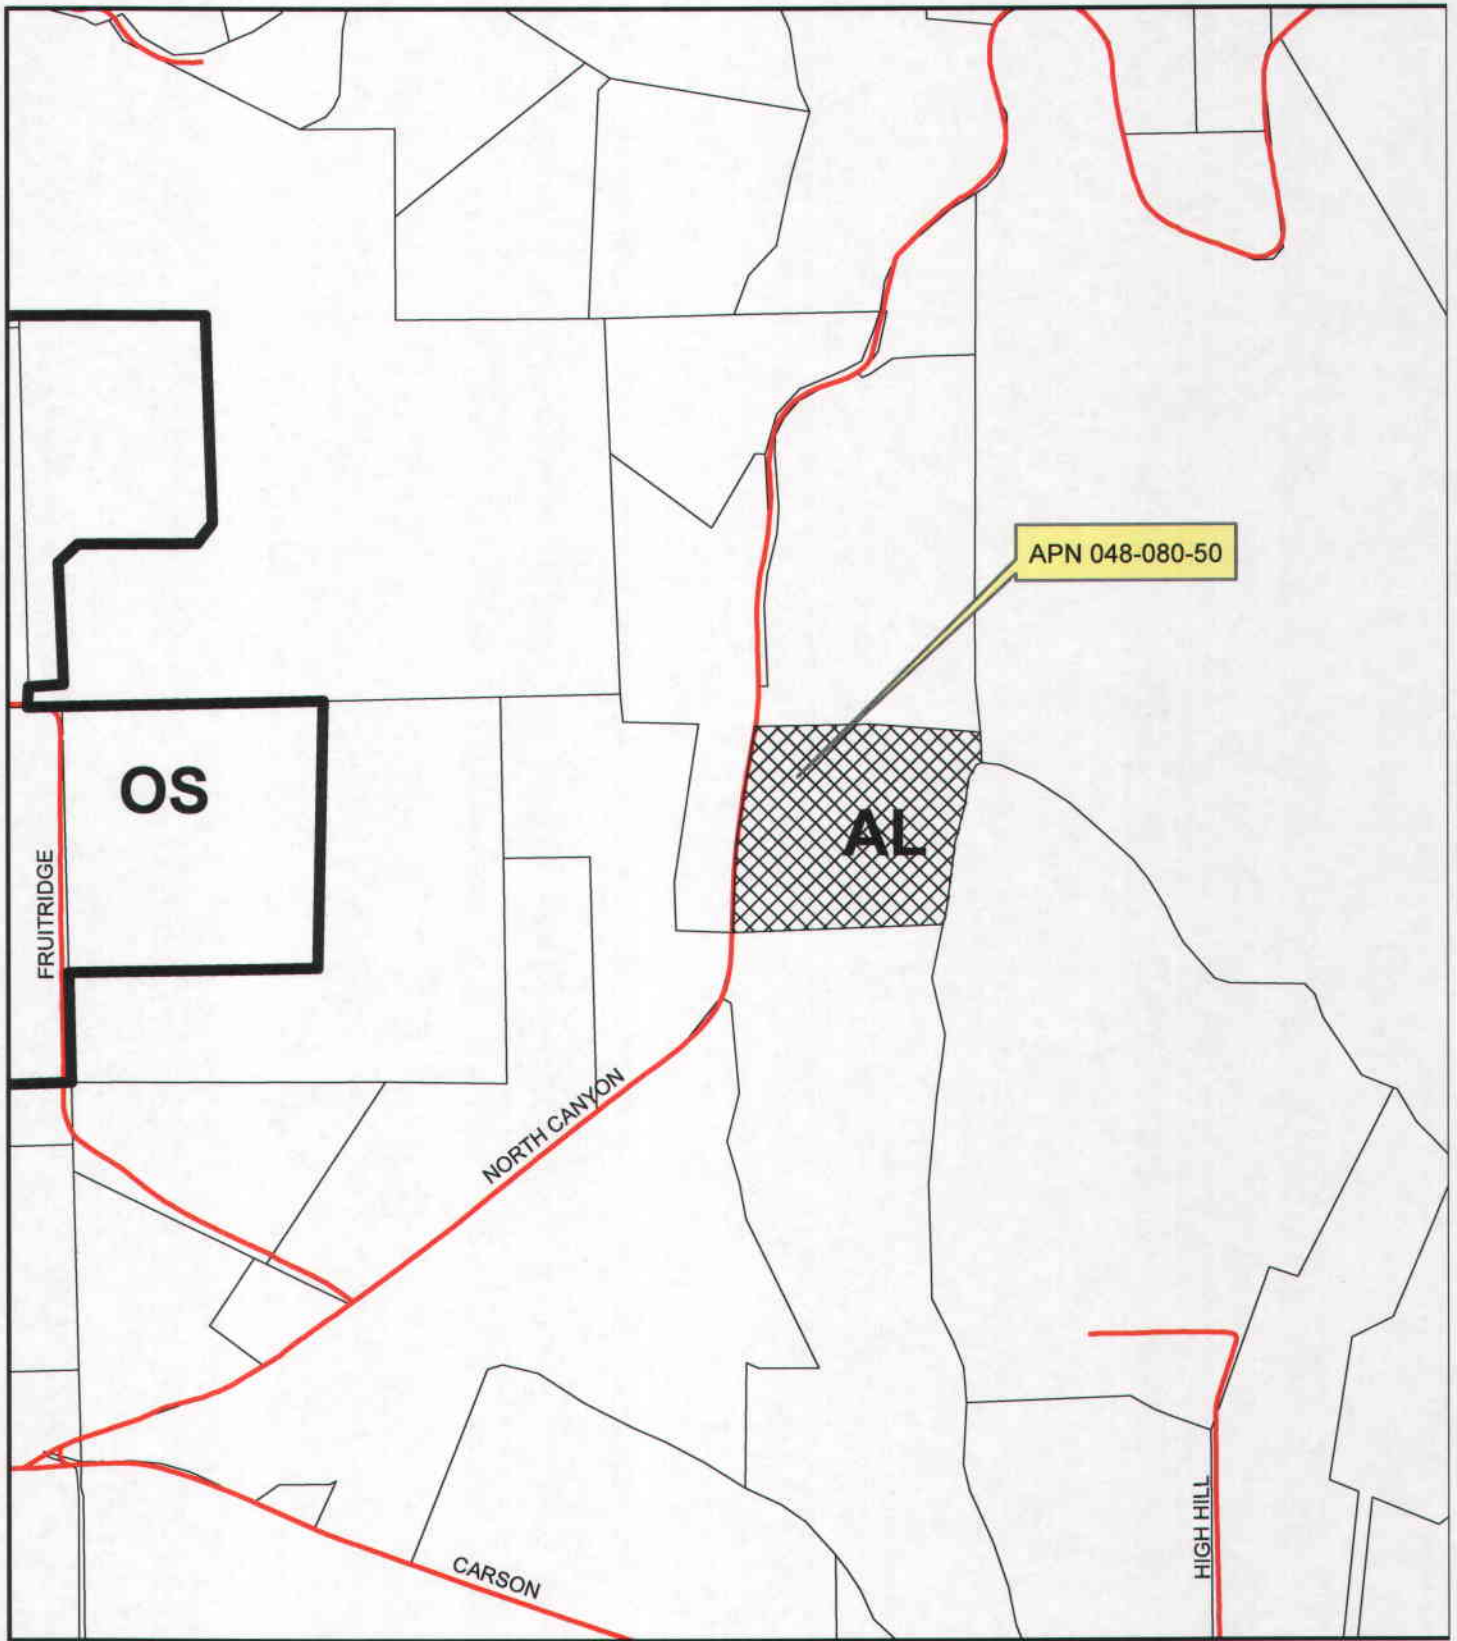 APN 048-080-50
OS
AL
FRUITRIDGE
NORTH CANYON
HIGH HILL
CARSON